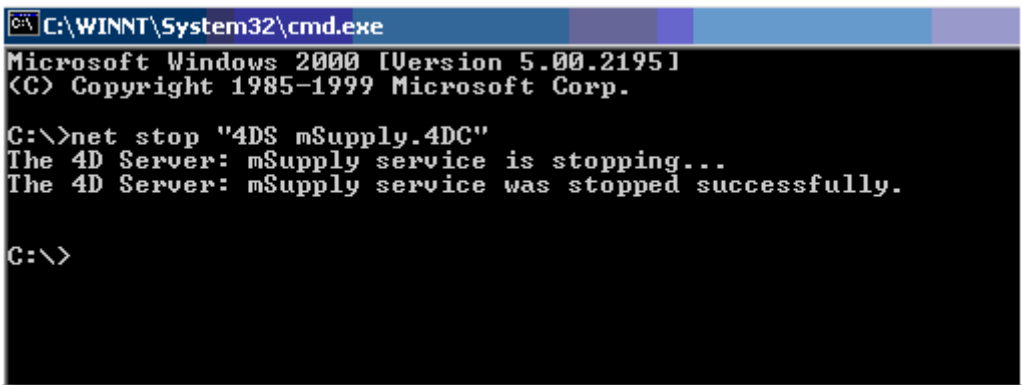 C:\WINNT\System32\cmd.exe
Microsoft Windows 2000 [Version 5.00.2195]
(C) Copyright 1985-1999 Microsoft Corp.
C:\>net stop "4DS mSupply.4DC"
The 4D Server: mSupply service is stopping...
The 4D Server: mSupply service was stopped successfully.
C:\>